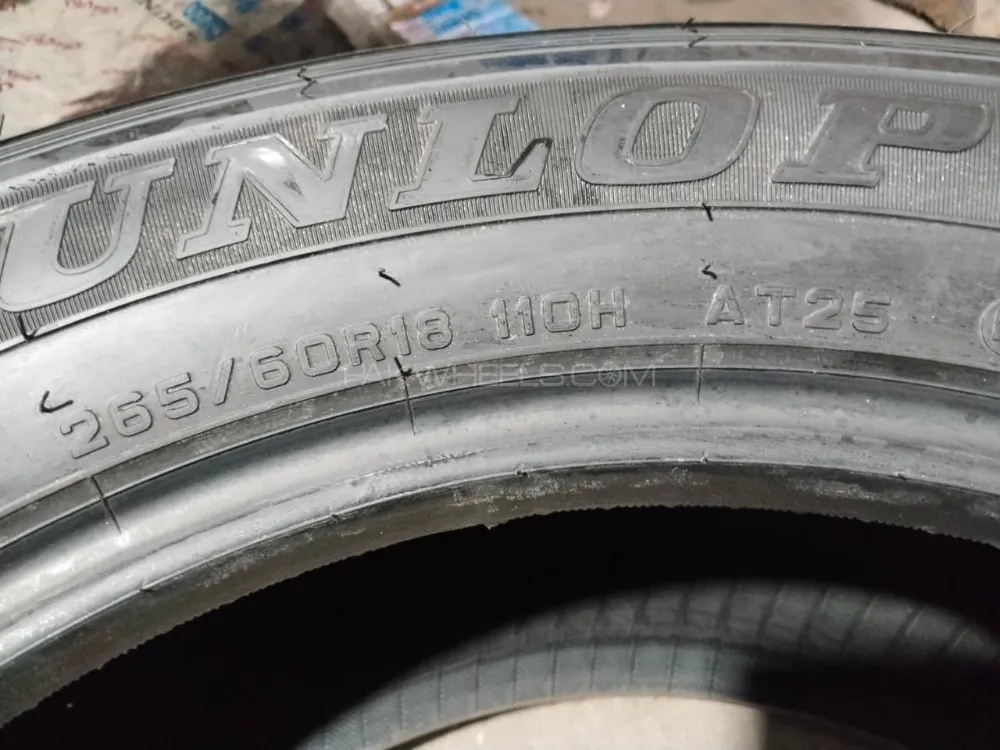 UNLOP
265/60R18 110H AT25
PAKWHEELS.COM